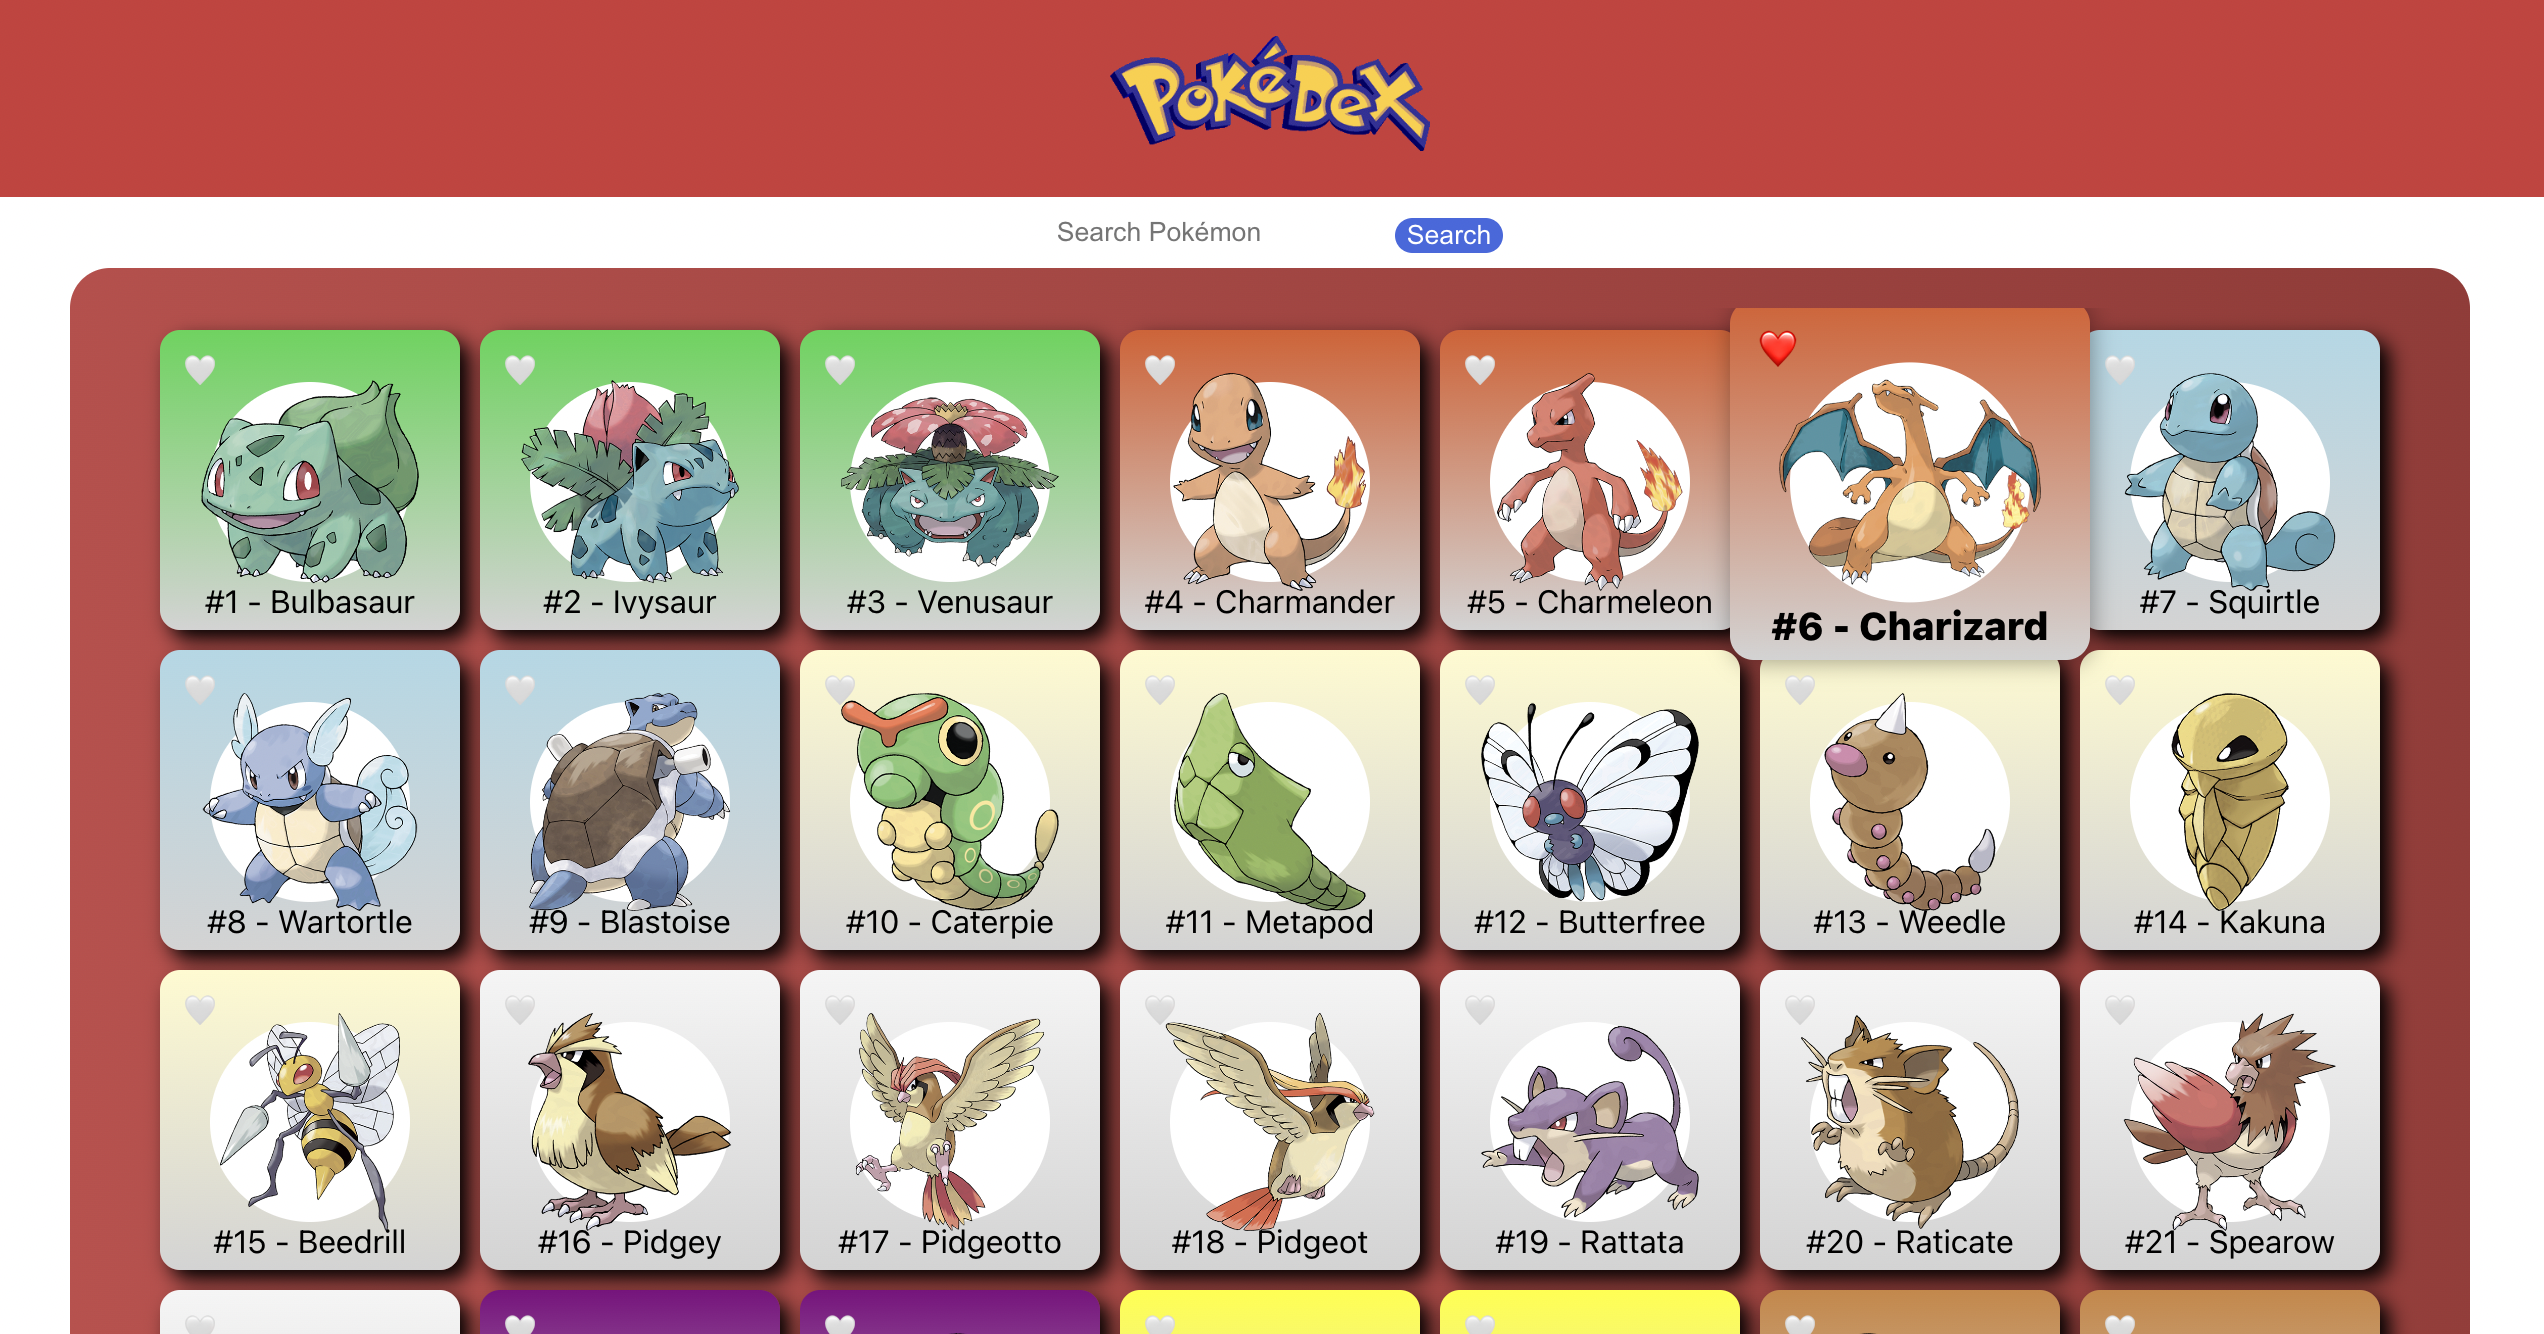 PokéDex
Search Pokémon
Search
#1 - Bulbasaur
#2 - Ivysaur
#3 - Venusaur
#4 - Charmander
#5 - Charmeleon
#6 - Charizard
#7 - Squirtle
#8 - Wartortle
#9 - Blastoise
#10 - Caterpie
#11 - Metapod
#12 - Butterfree
#13 - Weedle
#14 - Kakuna
#15 - Beedrill
#16 - Pidgey
#17 - Pidgeotto
#18 - Pidgeot
#19 - Rattata
#20 - Raticate
#21 - Spearow